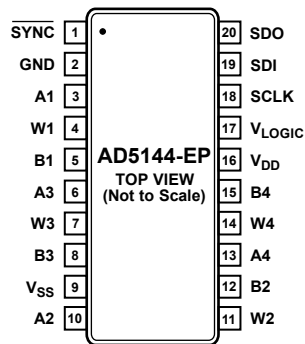 SYNC 1
GND 2
A1 3
W1 4
B1 5
A3 6
W3 7
B3 8
VSS 9
A2 10
AD5144-EP
TOP VIEW
(Not to Scale)
20 SDO
19 SDI
18 SCLK
17 VLOGIC
16 VDD
15 B4
14 W4
13 A4
12 B2
11 W2